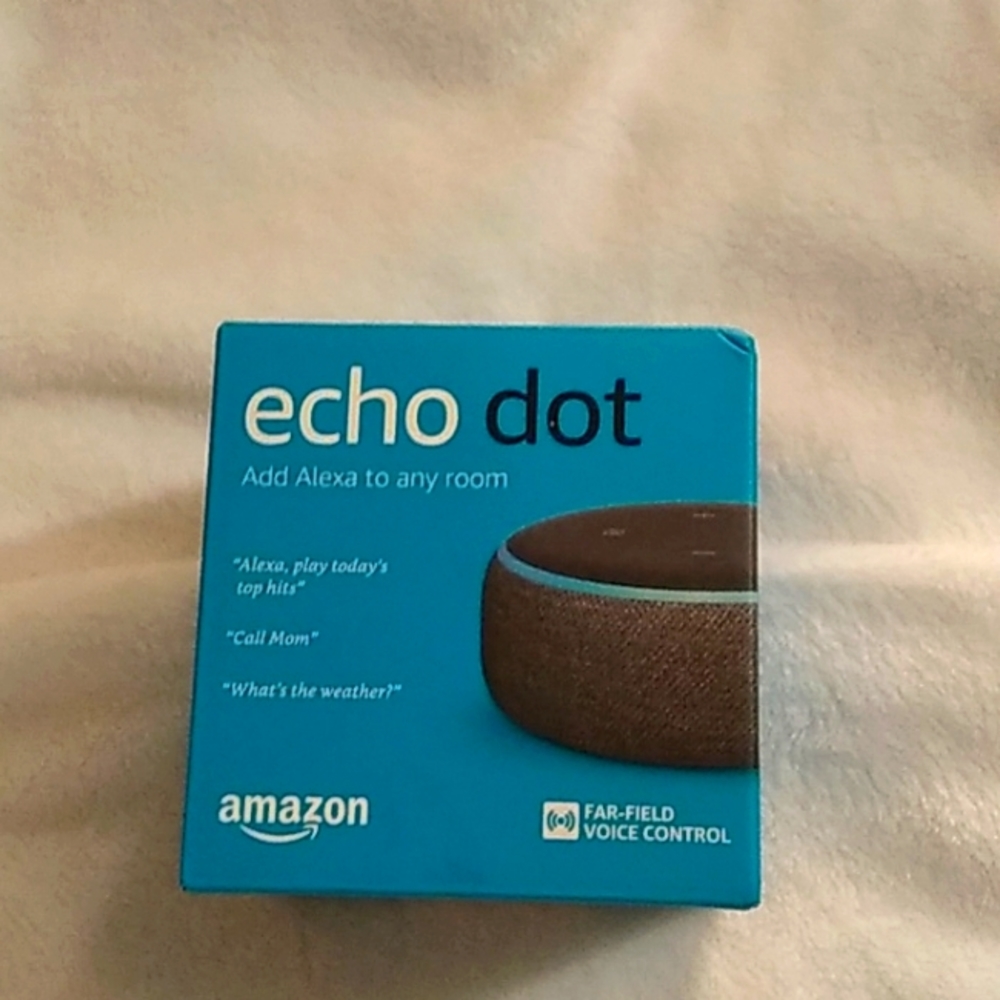 echo dot
Add Alexa to any room
"Alexa, play today's
top hits"
"Call Mom"
"What's the weather?"
amazon
FAR-FIELD
VOICE CONTROL